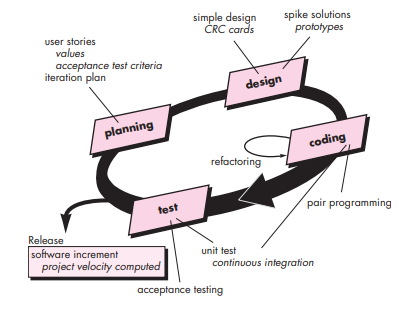 simple design
CRC cards
spike solutions
prototypes
user stories
values
acceptance test criteria
iteration plan
design
planning
coding
refactoring
test
pair programming
Release
software increment
project velocity computed
unit test
continuous integration
acceptance testing